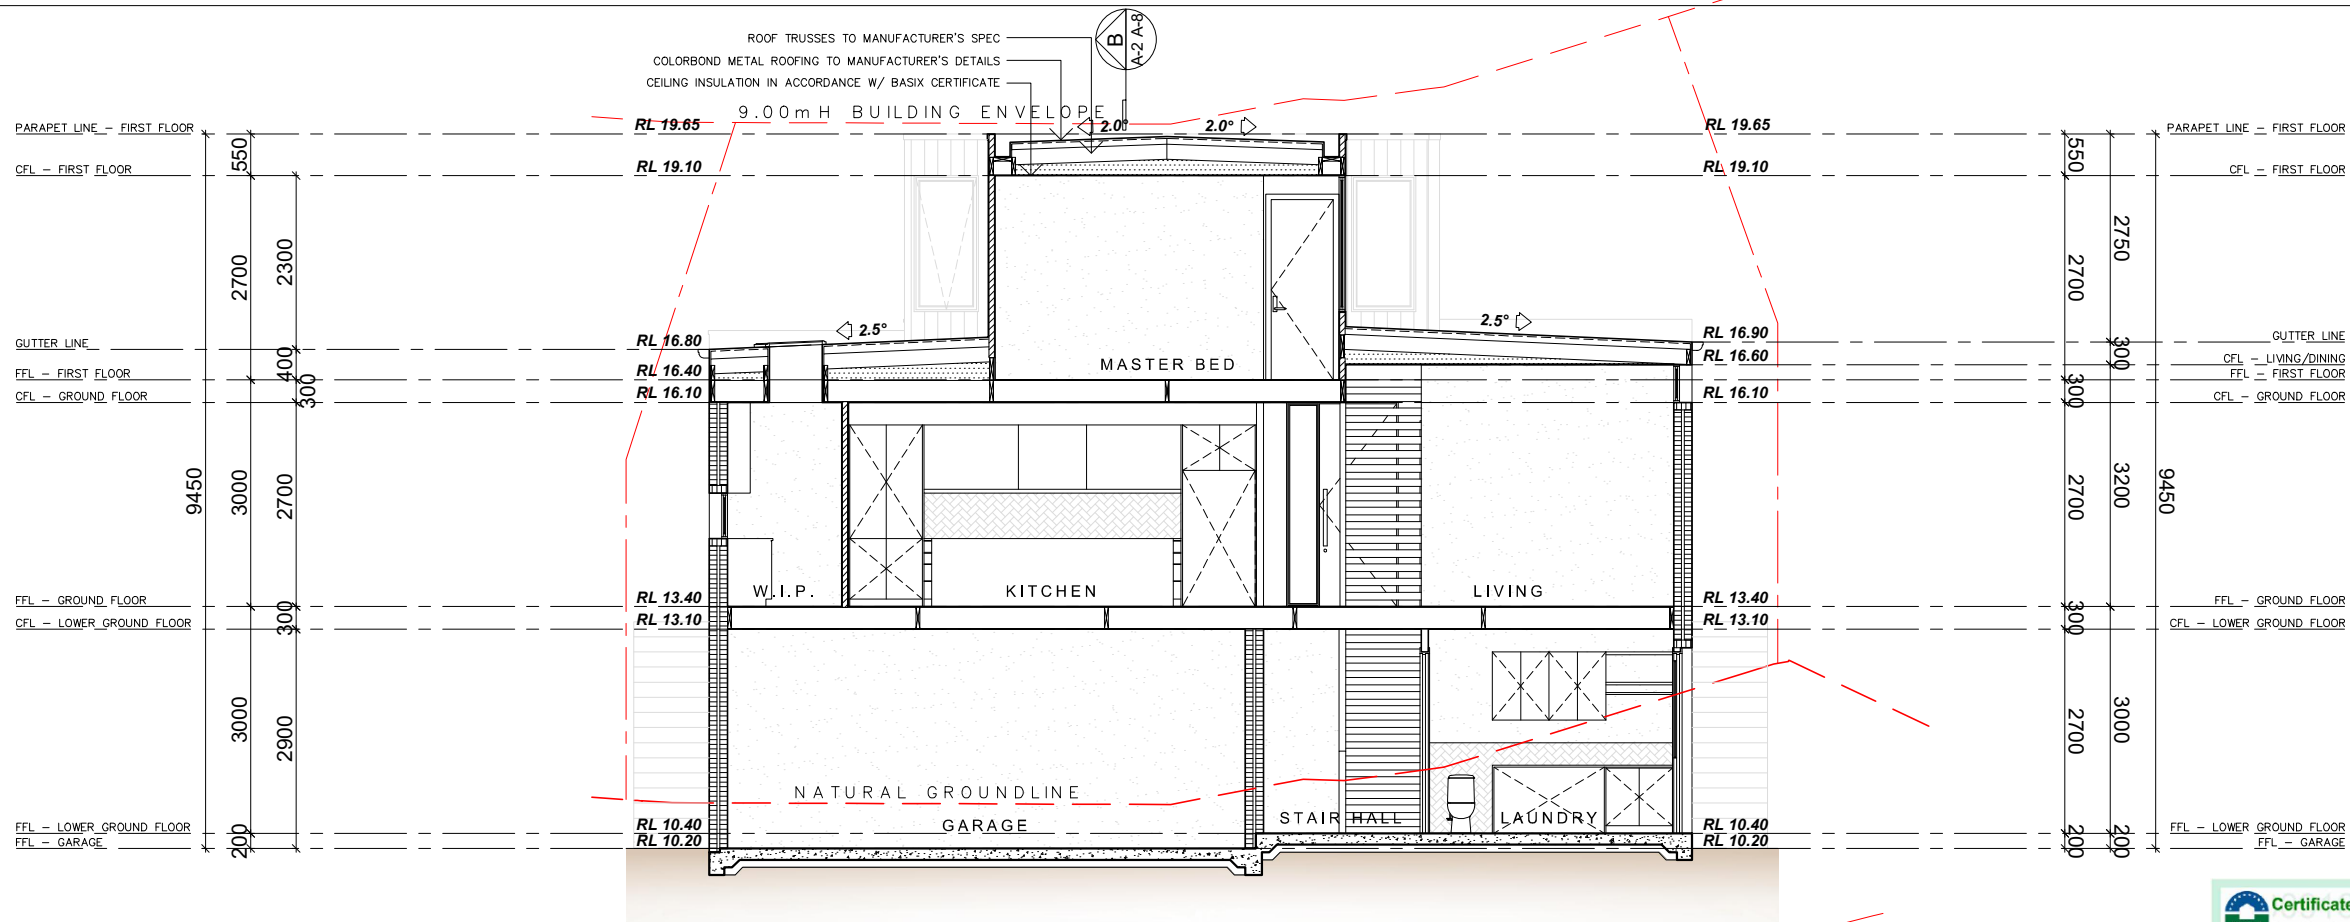 ROOF TRUSSES TO MANUFACTURER'S SPEC
COLORBOND METAL ROOFING TO MANUFACTURER'S DETAILS
CEILING INSULATION IN ACCORDANCE W/ BASIX CERTIFICATE
B
A-2 A-8
9.00mH BUILDING ENVELOPE
PARAPET LINE – FIRST FLOOR
RL 19.65
2.0°
2.0°
RL 19.65
PARAPET LINE – FIRST FLOOR
CFL – FIRST FLOOR
RL 19.10
RL 19.10
CFL – FIRST FLOOR
GUTTER LINE
RL 16.80
2.5°
2.5°
RL 16.90
GUTTER LINE
RL 16.60
CFL – LIVING/DINING
FFL – FIRST FLOOR
RL 16.40
MASTER BED
FFL – FIRST FLOOR
CFL – GROUND FLOOR
RL 16.10
RL 16.10
CFL – GROUND FLOOR
W.I.P.
KITCHEN
LIVING
FFL – GROUND FLOOR
RL 13.40
RL 13.40
FFL – GROUND FLOOR
CFL – LOWER GROUND FLOOR
RL 13.10
RL 13.10
CFL – LOWER GROUND FLOOR
NATURAL GROUNDLINE
GARAGE
STAIR HALL
LAUNDRY
FFL – LOWER GROUND FLOOR
RL 10.40
RL 10.40
FFL – LOWER GROUND FLOOR
FFL – GARAGE
RL 10.20
RL 10.20
FFL – GARAGE
9450
550
2700
3000
3000
200
2300
400
300
2700
300
2900
550
2700
300
2700
300
2700
200
2750
300
3200
3000
200
9450
Certificate